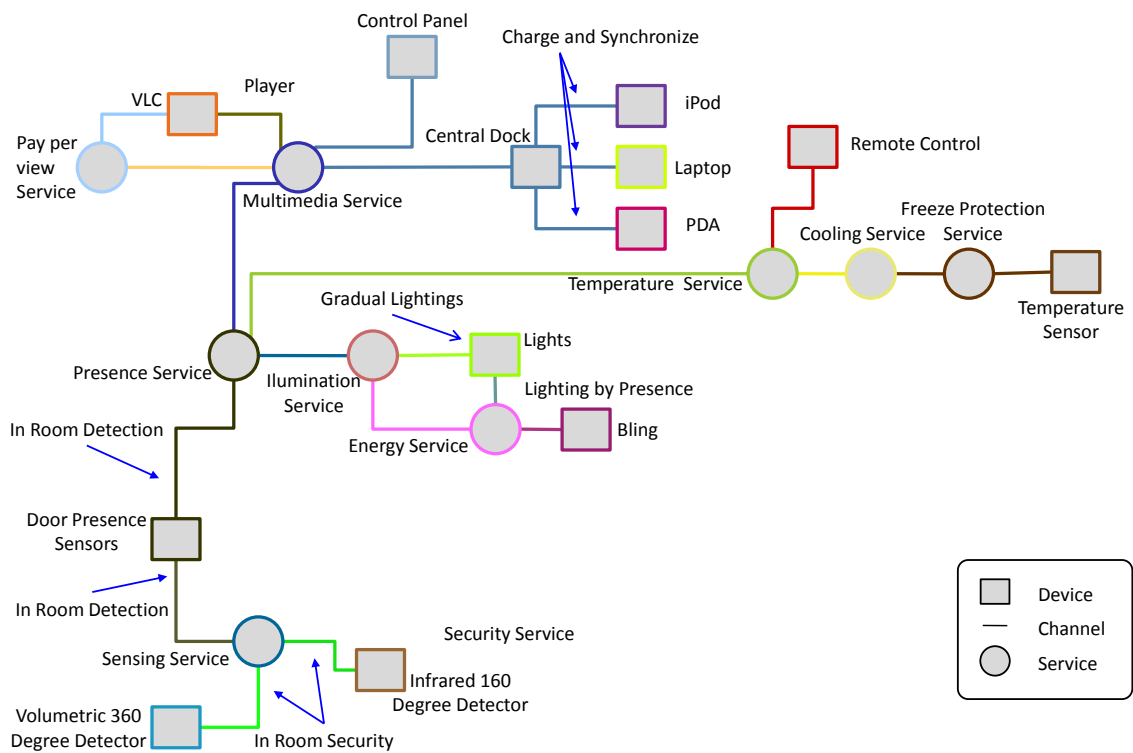 Control Panel
Charge and Synchronize
Player
VLC
iPod
Central Dock
Pay per
view
Service
Remote Control
Laptop
Multimedia Service
PDA
Freeze Protection
Service
Cooling Service
Temperature  Service
Gradual Lightings
Temperature
Sensor
Lights
Presence Service
Ilumination
Service
Lighting by Presence
Energy Service
Bling
In Room Detection
Door Presence
Sensors
In Room Detection
Device
Channel
Service
Security Service
Sensing Service
Infrared 160
Degree Detector
Volumetric 360
Degree Detector
In Room Security